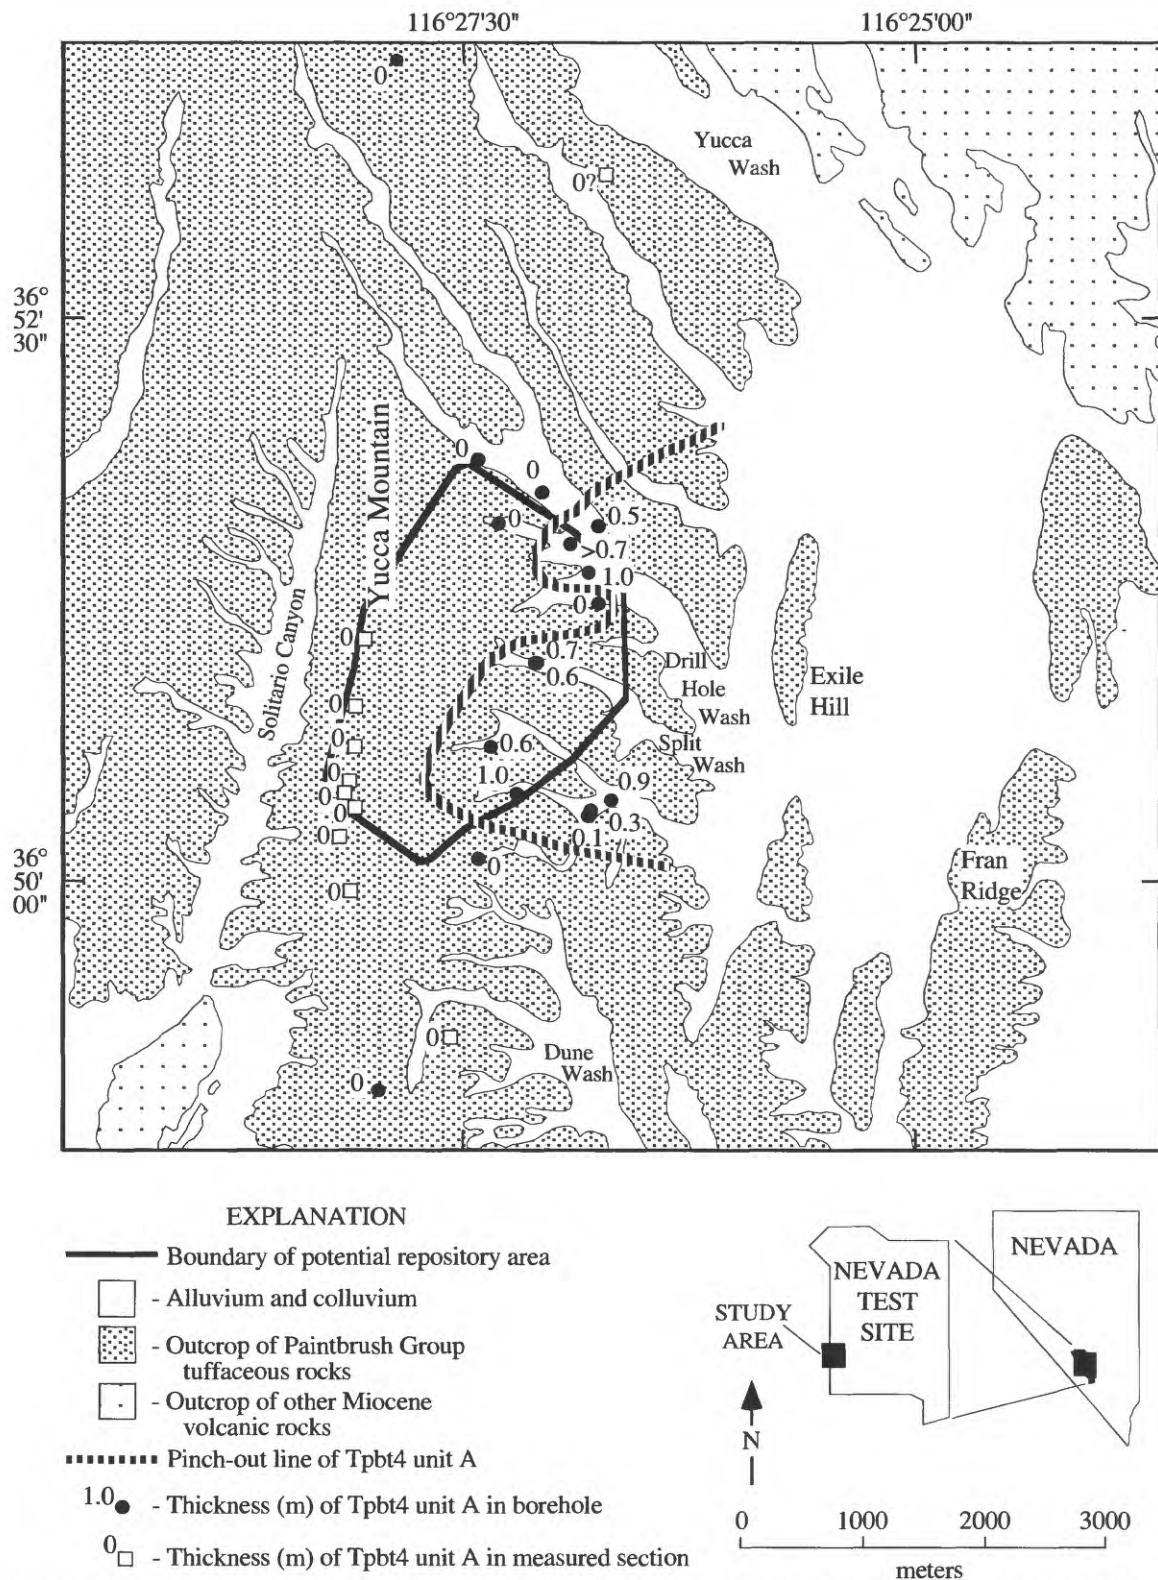 116°27'30"
116°25'00"
0
Yucca
Wash
0?
36°
52'
30"
Yucca Mountain
0
0
0
0.5
>0.7
1.0
0
0
0.7
0.6
Drill
Hole
Wash
Exile
Hill
Solitario Canyon
0
0
0.6
Split
Wash
0
1.0
0.9
0
0
0.3
0
0.1
36°
50'
00"
0
0
Fran
Ridge
0
Dune
Wash
0
EXPLANATION
Boundary of potential repository area
- Alluvium and colluvium
- Outcrop of Paintbrush Group
tuffaceous rocks
- Outcrop of other Miocene
volcanic rocks
Pinch-out line of Tpbt4 unit A
1.0 - Thickness (m) of Tpbt4 unit A in borehole
0 - Thickness (m) of Tpbt4 unit A in measured section
NEVADA
TEST
SITE
NEVADA
STUDY
AREA
N
0 1000 2000 3000
meters